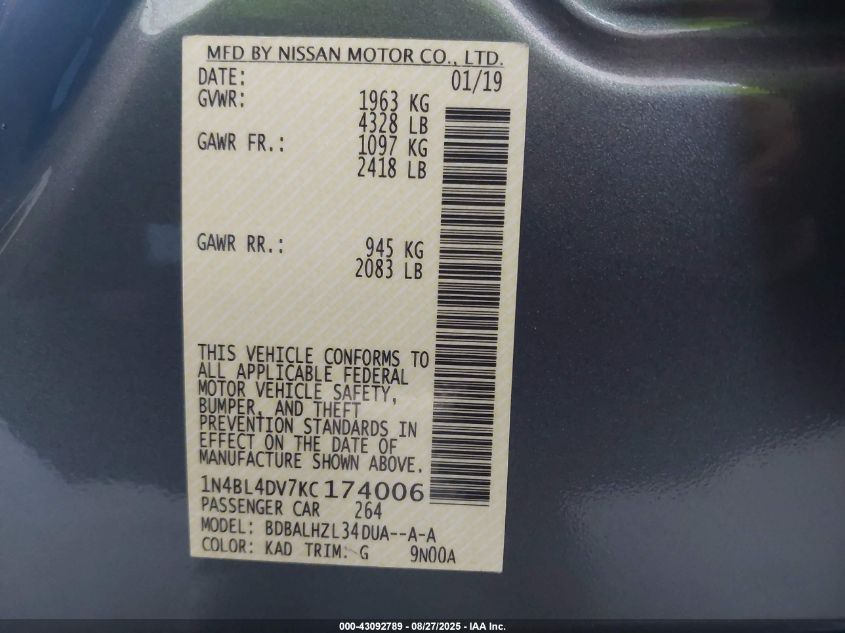 MFD BY NISSAN MOTOR CO., LTD.
DATE: 01/19
GVWR: 1963 KG
4328 LB
GAWR FR.: 1097 KG
2418 LB
GAWR RR.: 945 KG
2083 LB
THIS VEHICLE CONFORMS TO
ALL APPLICABLE FEDERAL
MOTOR VEHICLE SAFETY,
BUMPER, AND THEFT
PREVENTION STANDARDS IN
EFFECT ON THE DATE OF
MANUFACTURE SHOWN ABOVE.
1N4BL4DV7KC174006
PASSENGER CAR 264
MODEL: BDBALHZL34DUA--A-A
COLOR: KAD TRIM: G 9N00A
000-43092789 - 08/27/2025 - IAA Inc.